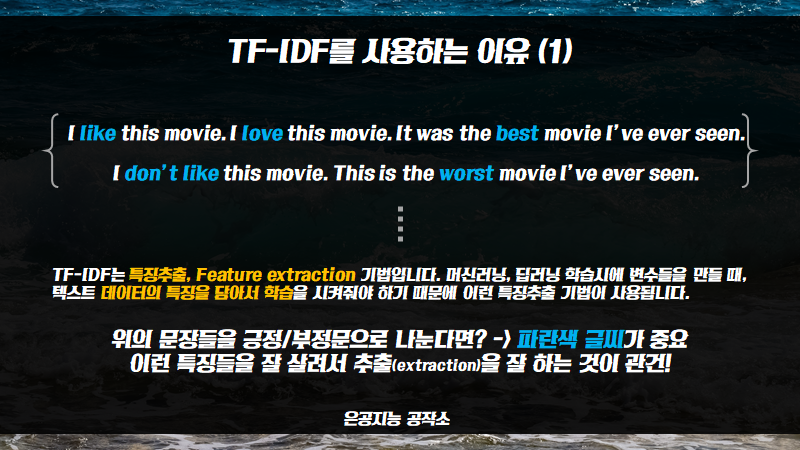 TF-IDF를 사용하는 이유 (1)
I like this movie. I love this movie. It was the best movie I've ever seen.
I don't like this movie. This is the worst movie I've ever seen.
TF-IDF는 특징추출, Feature extraction 기법입니다. 머신러닝, 딥러닝 학습시에 변수들을 만들 때,
텍스트 데이터의 특징을 담아서 학습을 시켜줘야 하기 때문에 이런 특징추출 기법이 사용됩니다.
위의 문장들을 긍정/부정문으로 나눈다면? -> 파란색 글씨가 중요
이런 특징들을 잘 살려서 추출(extraction)을 잘 하는 것이 관건!
은공지능 공작소